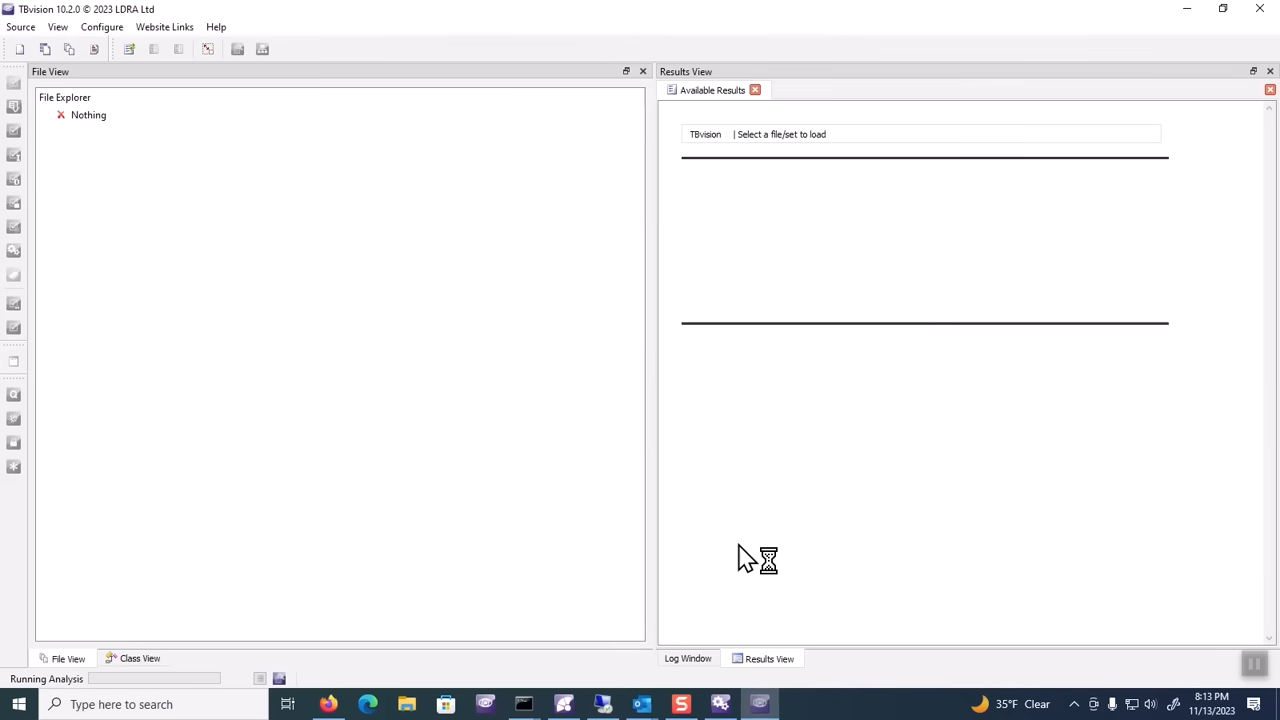 TBvision 10.2.0 © 2023 LDRA Ltd
Source View Configure Website Links Help
File View
Results View
File Explorer
Nothing
Available Results
TBvision | Select a file/set to load
File View
Class View
Log Window
Results View
Running Analysis
Type here to search
35°F Clear
8:13 PM
11/13/2023